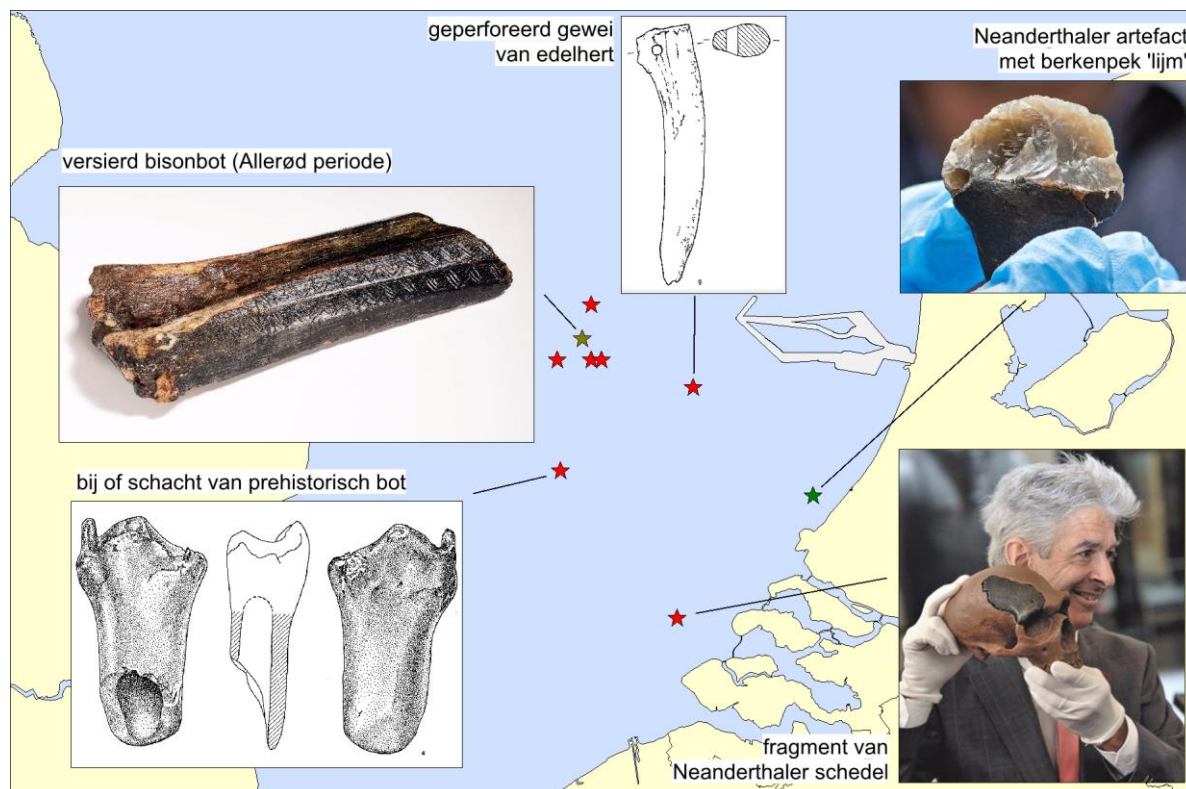 geperforeerd gewei
van edelhert
Neanderthaler artefact
met berkenpek 'lijm'
versierd bisonbot (Allerød periode)
bij of schacht van prehistorisch bot
fragment van
Neanderthaler schedel